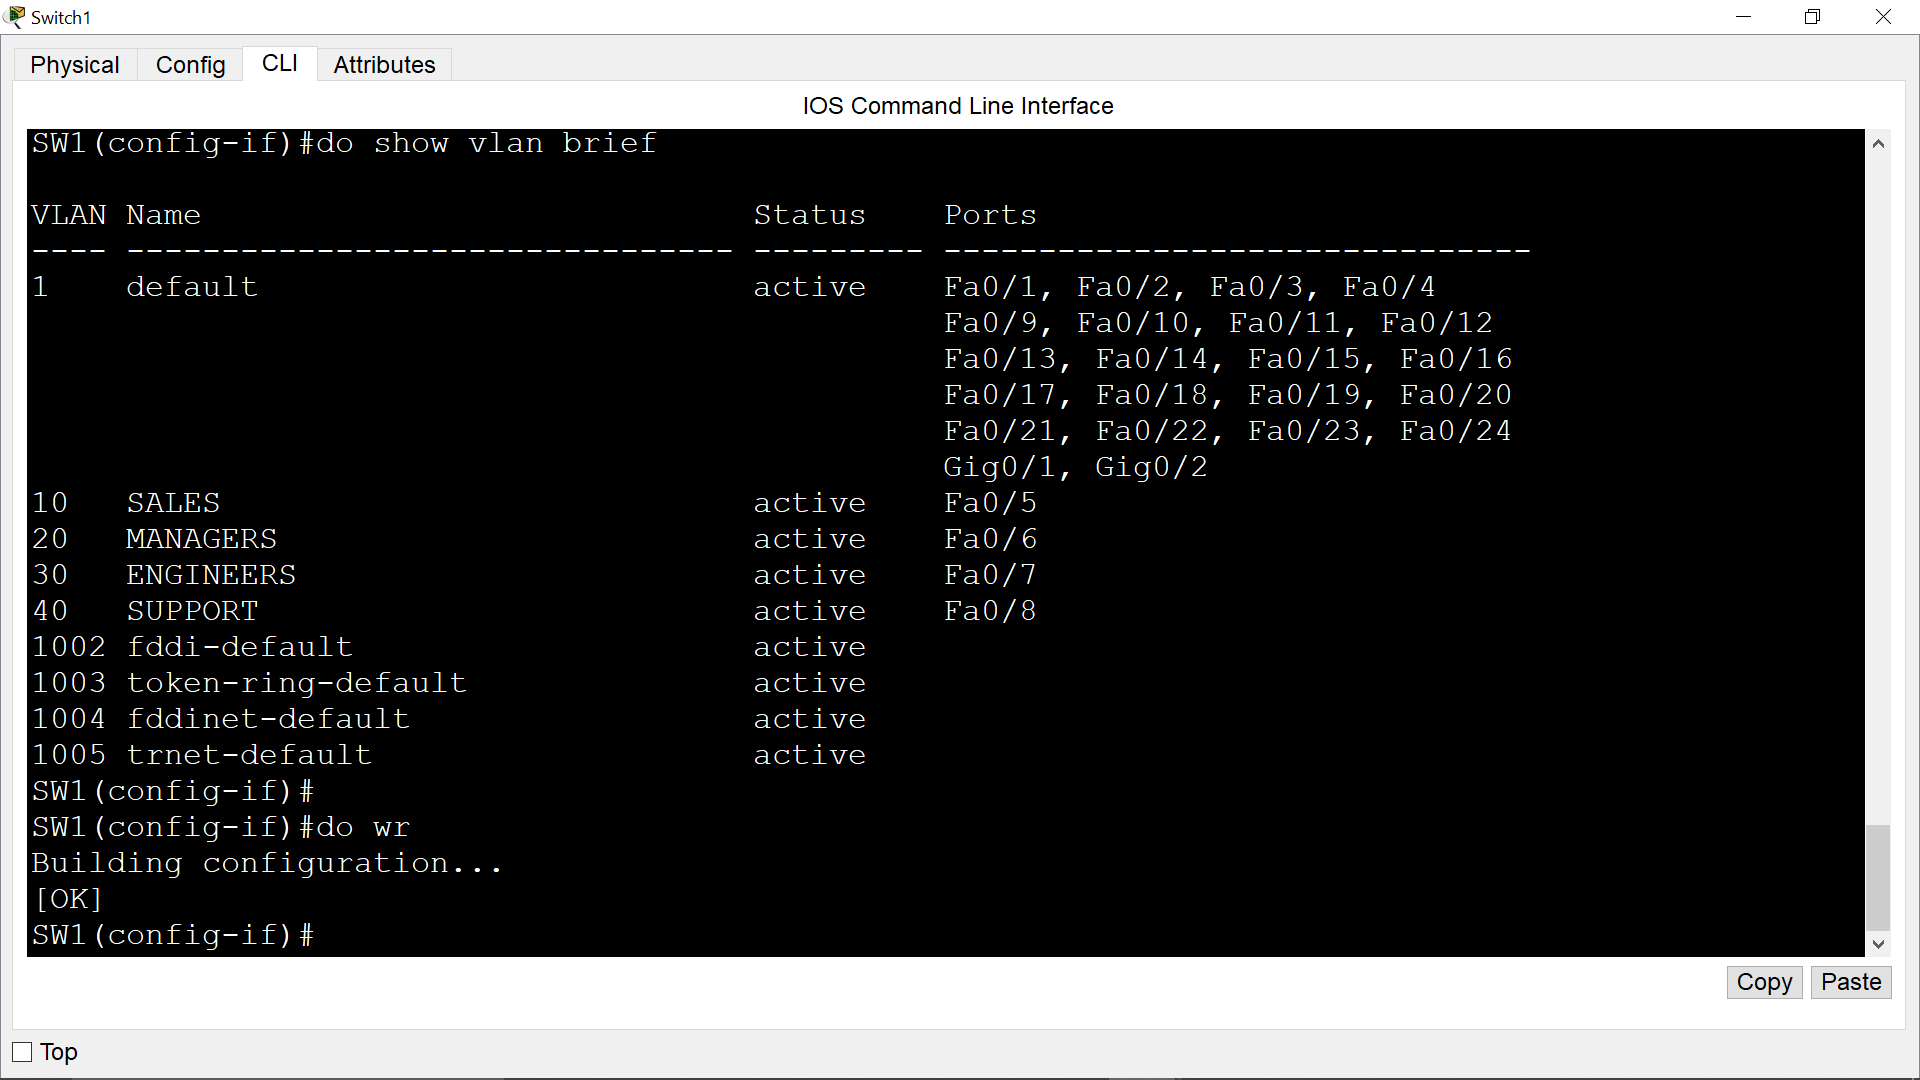 Switch1
Physical Config CLI Attributes
IOS Command Line Interface
SW1(config-if)#do show vlan brief
VLAN Name                             Status    Ports
---- -------------------------------- --------- -------------------------------
1    default                          active    Fa0/1, Fa0/2, Fa0/3, Fa0/4
                                                Fa0/9, Fa0/10, Fa0/11, Fa0/12
                                                Fa0/13, Fa0/14, Fa0/15, Fa0/16
                                                Fa0/17, Fa0/18, Fa0/19, Fa0/20
                                                Fa0/21, Fa0/22, Fa0/23, Fa0/24
                                                Gig0/1, Gig0/2
10   SALES                            active    Fa0/5
20   MANAGERS                         active    Fa0/6
30   ENGINEERS                        active    Fa0/7
40   SUPPORT                          active    Fa0/8
1002 fddi-default                     active
1003 token-ring-default               active
1004 fddinet-default                  active
1005 trnet-default                    active
SW1(config-if)#
SW1(config-if)#do wr
Building configuration...
[OK]
SW1(config-if)#
Copy Paste
Top